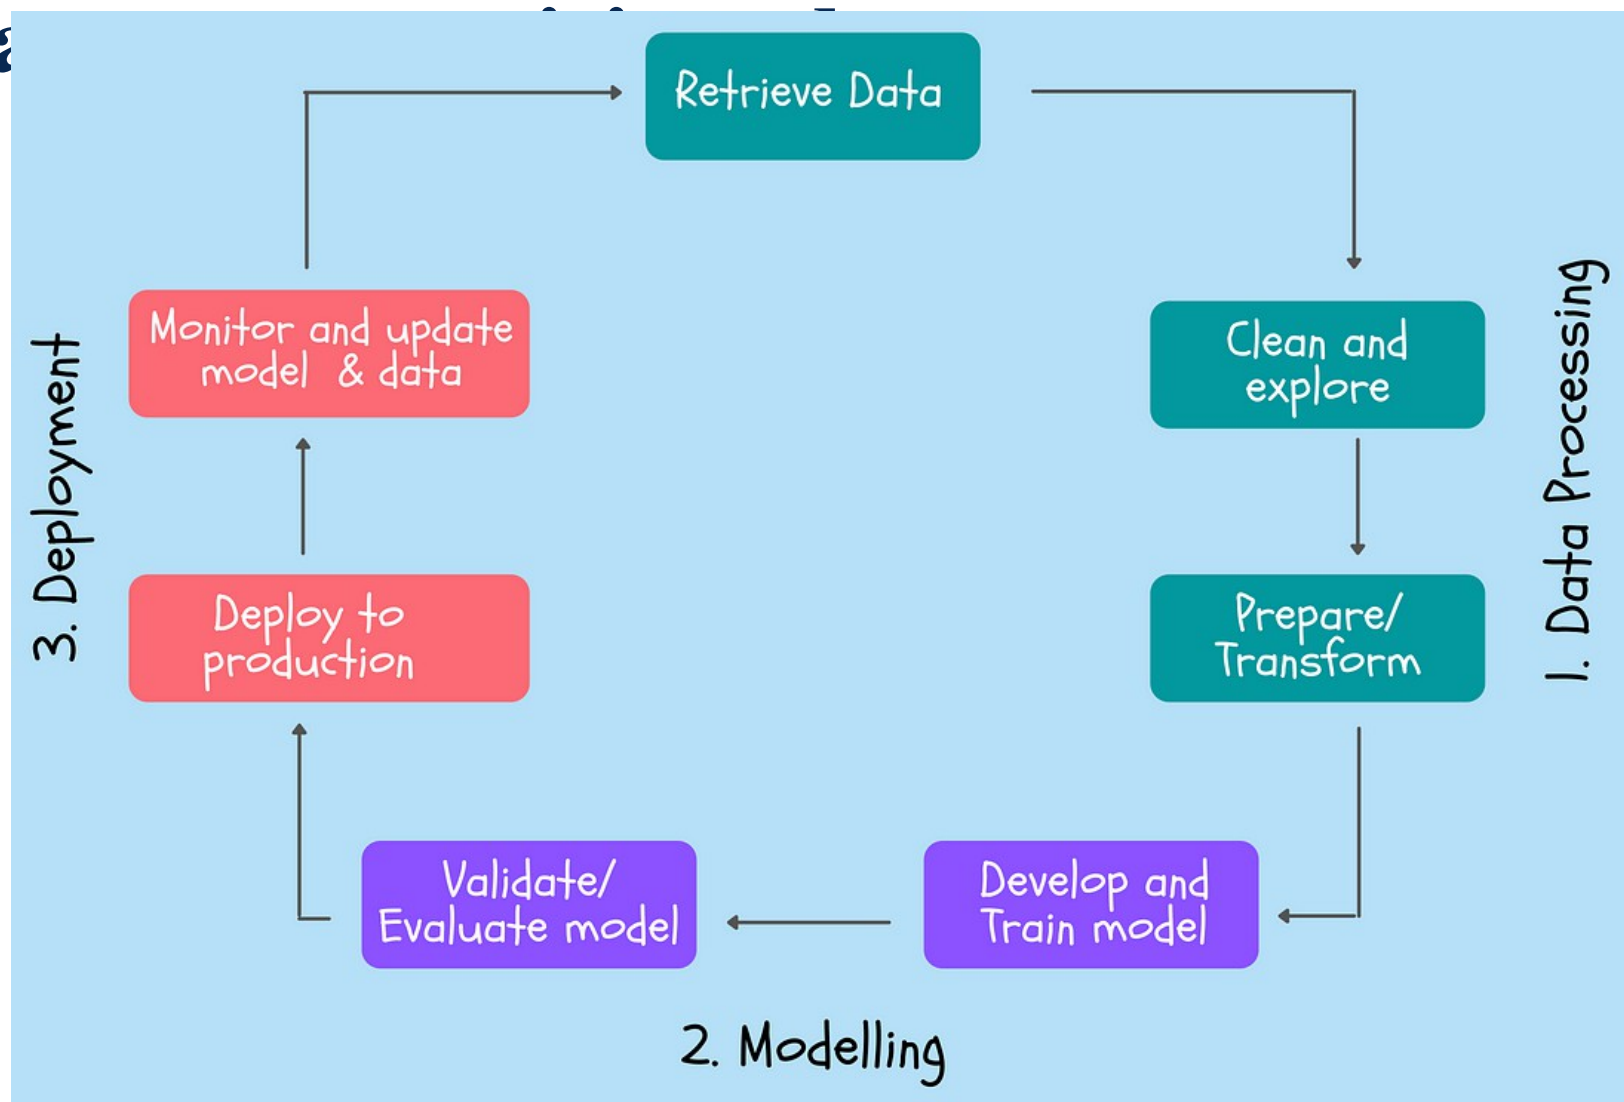 Retrieve Data
Clean and
explore
Prepare/
Transform
1. Data Processing
Develop and
Train model
Validate/
Evaluate model
2. Modelling
Deploy to
production
Monitor and update
model & data
3. Deployment